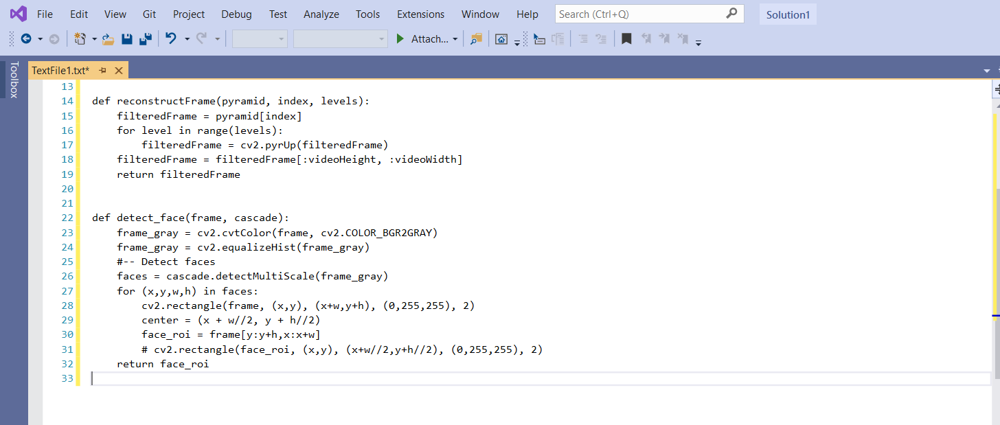 File Edit View Git Project Debug Test Analyze Tools Extensions Window Help Search (Ctrl+Q) Solution1
Attach...
Toolbox
TextFile1.txt*
13
14 def reconstructFrame(pyramid, index, levels):
15     filteredFrame = pyramid[index]
16     for level in range(levels):
17         filteredFrame = cv2.pyrUp(filteredFrame)
18     filteredFrame = filteredFrame[:videoHeight, :videoWidth]
19     return filteredFrame
20
21
22 def detect_face(frame, cascade):
23     frame_gray = cv2.cvtColor(frame, cv2.COLOR_BGR2GRAY)
24     frame_gray = cv2.equalizeHist(frame_gray)
25     #-- Detect faces
26     faces = cascade.detectMultiScale(frame_gray)
27     for (x,y,w,h) in faces:
28         cv2.rectangle(frame, (x,y), (x+w,y+h), (0,255,255), 2)
29         center = (x + w//2, y + h//2)
30         face_roi = frame[y:y+h,x:x+w]
31         # cv2.rectangle(face_roi, (x,y), (x+w//2,y+h//2), (0,255,255), 2)
32     return face_roi
33